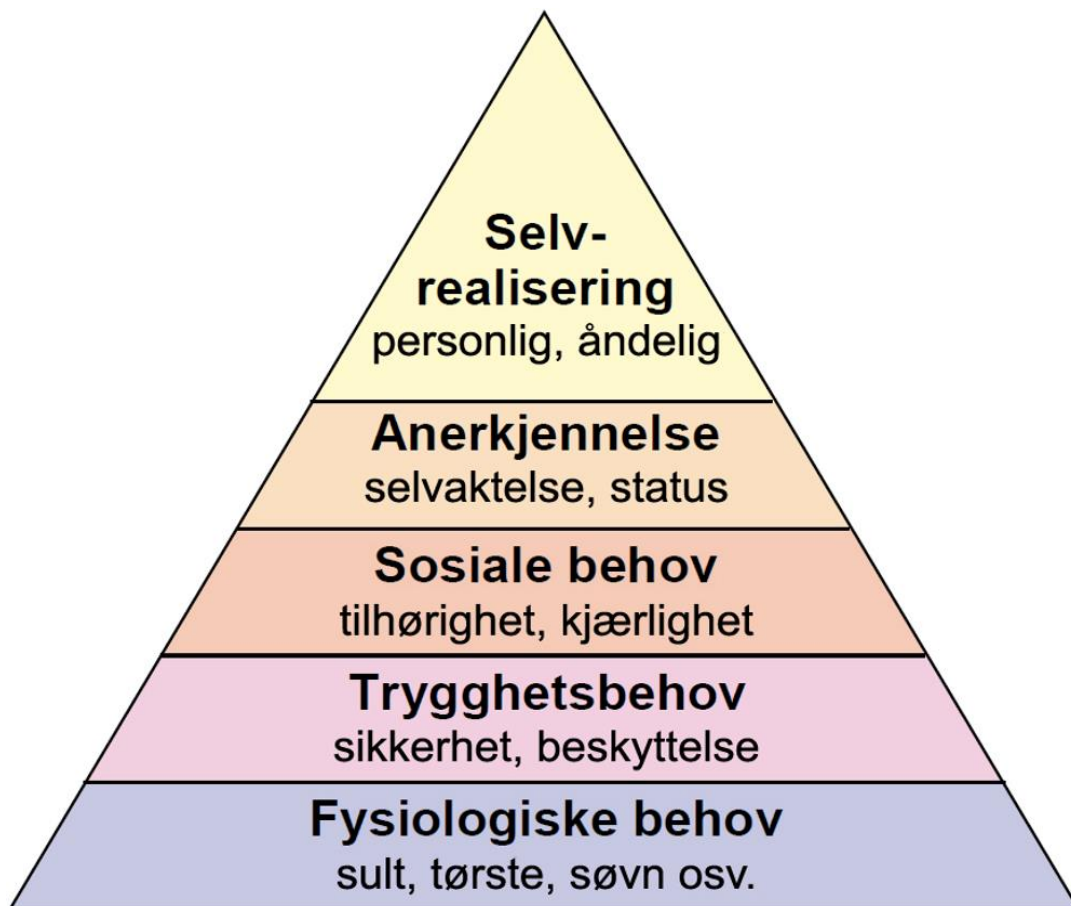 Selv-
realisering
personlig, åndelig
Anerkjennelse
selvaktelse, status
Sosiale behov
tilhørighet, kjærlighet
Trygghetsbehov
sikkerhet, beskyttelse
Fysiologiske behov
sult, tørste, søvn osv.